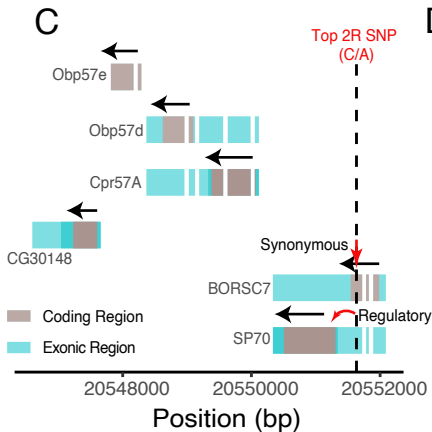 C
D
Top 2R SNP
(C/A)
Obp57e
Obp57d
Cpr57A
CG30148
Synonymous
BORSC7
Regulatory
SP70
Coding Region
Exonic Region
20548000
20550000
20552000
Position (bp)